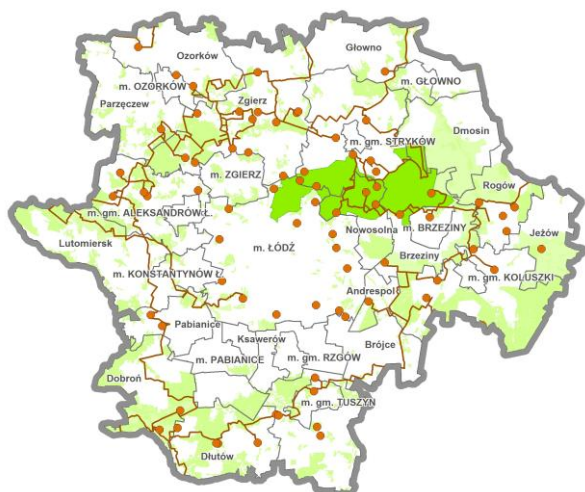 Ozorków
Głowno
m. OZORKÓW
m. GŁOWNO
Parzęczew
Zgierz
Dmosin
m. gm. STRYKÓW
m. ZGIERZ
Rogów
m. gm. ALEKSANDRÓW Ł.
Nowosolna
m. BRZEZINY
Jeżów
Lutomiersk
m. ŁÓDŹ
Brzeziny
m. KONSTANTYNÓW Ł.
m. gm. KOLUSZKI
Andrespol
Pabianice
Ksawerów
Brójce
m. PABIANICE
m. gm. RZGÓW
Dobroń
m. gm. TUSZYN
Dłutów